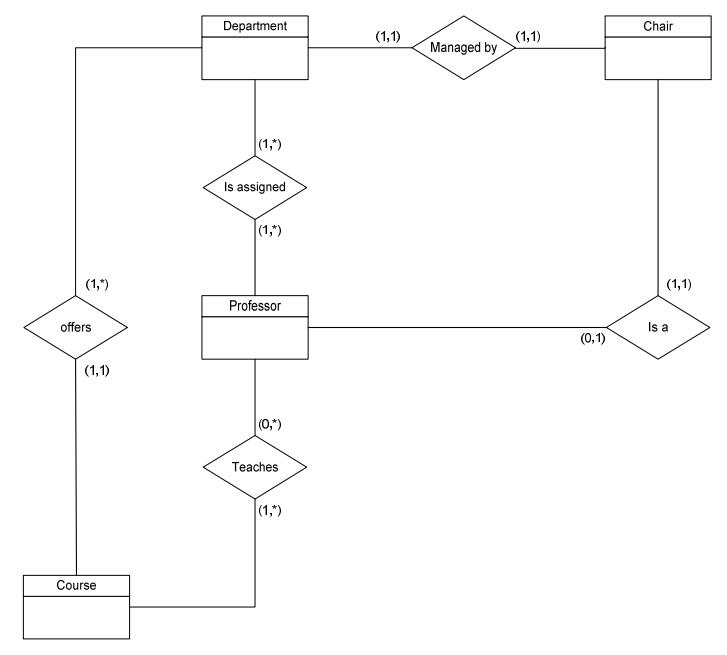 Department
Chair
(1,1)
Managed by
(1,1)
(1,*)
Is assigned
(1,*)
(1,*)
offers
(1,1)
Professor
(1,1)
Is a
(0,1)
(0,*)
Teaches
(1,*)
Course